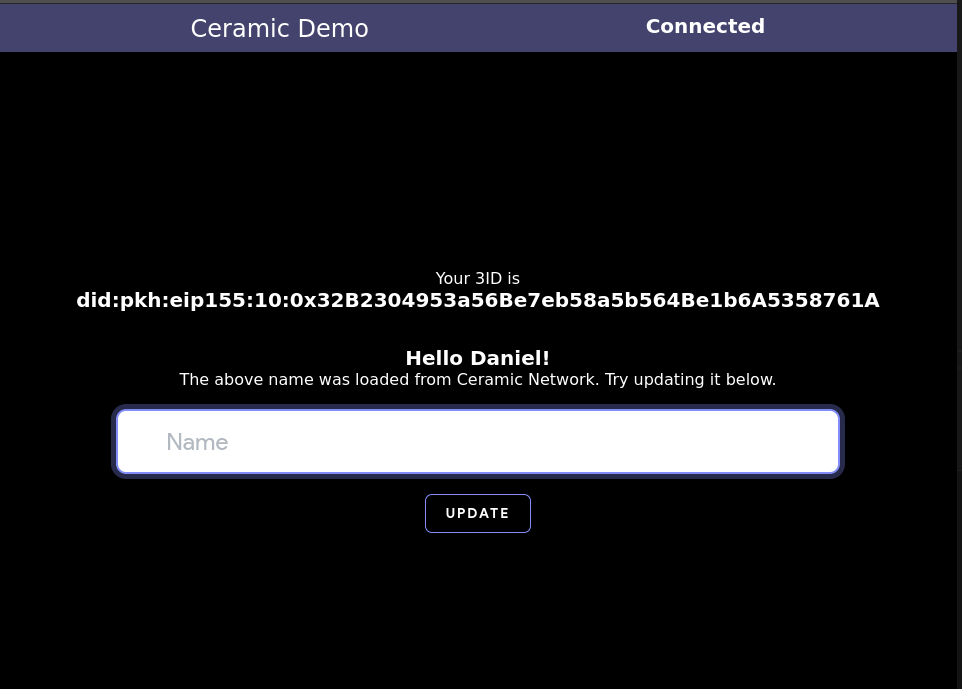 Ceramic Demo
Connected
Your 3ID is
did:pkh:eip155:10:0x32B2304953a56Be7eb58a5b564Be1b6A5358761A
Hello Daniel!
The above name was loaded from Ceramic Network. Try updating it below.
Name
UPDATE